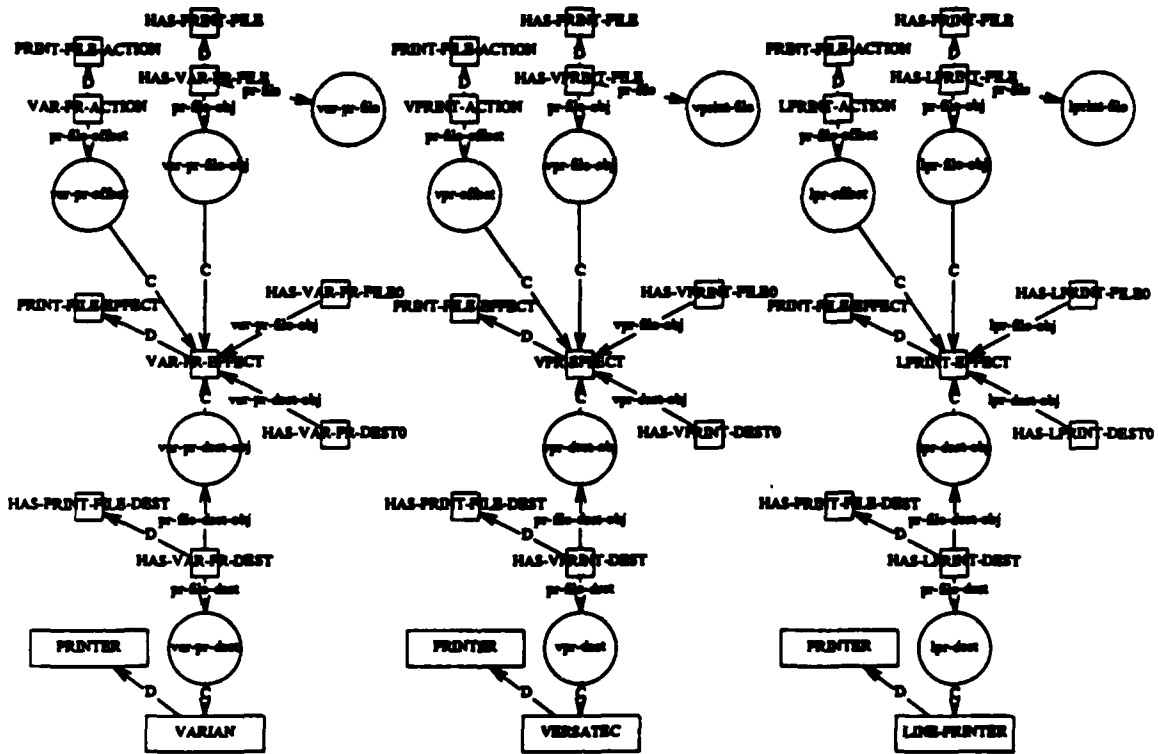 HAS-PRINT-FILE HAS-PRINT-FILE HAS-PRINT-FILE
PRINT-FILE-ACTION PRINT-FILE-ACTION PRINT-FILE-ACTION
D D D D D D
HAS-VAR-PR-FILE HAS-VPRINT-FILE HAS-LPRINT-FILE
pr-file pr-file pr-file
VAR-PR-ACTION pr-file-obj var-pr-file VPRINT-ACTION pr-file-obj vprint-file LPRINT-ACTION pr-file-obj lprint-file
pr-file-effect pr-file-effect pr-file-effect
var-pr-file-obj vpr-file-obj lpr-file-obj
var-pr-effect vpr-effect lpr-effect
C C C C C C
HAS-VAR-PR-FILE0 HAS-VPRINT-FILE0 HAS-LPRINT-FILE0
PRINT-FILE-EFFECT PRINT-FILE-EFFECT PRINT-FILE-EFFECT
D var-pr-file-obj D vpr-file-obj D lpr-file-obj
VAR-PR-EFFECT VPR-EFFECT LPRINT-EFFECT
C var-pr-dest-obj C vpr-dest-obj C lpr-dest-obj
HAS-VAR-PR-DEST0 HAS-VPRINT-DEST0 HAS-LPRINT-DEST0
var-pr-dest-obj vpr-dest-obj lpr-dest-obj
HAS-PRINT-FILE-DEST HAS-PRINT-FILE-DEST HAS-PRINT-FILE-DEST
pr-file-dest-obj pr-file-dest-obj pr-file-dest-obj
D D D
HAS-VAR-PR-DEST HAS-VPRINT-DEST HAS-LPRINT-DEST
pr-file-dest pr-file-dest pr-file-dest
PRINTER var-pr-dest PRINTER vpr-dest PRINTER lpr-dest
D C D C D C
VARIAN VERSATEC LINE-PRINTER